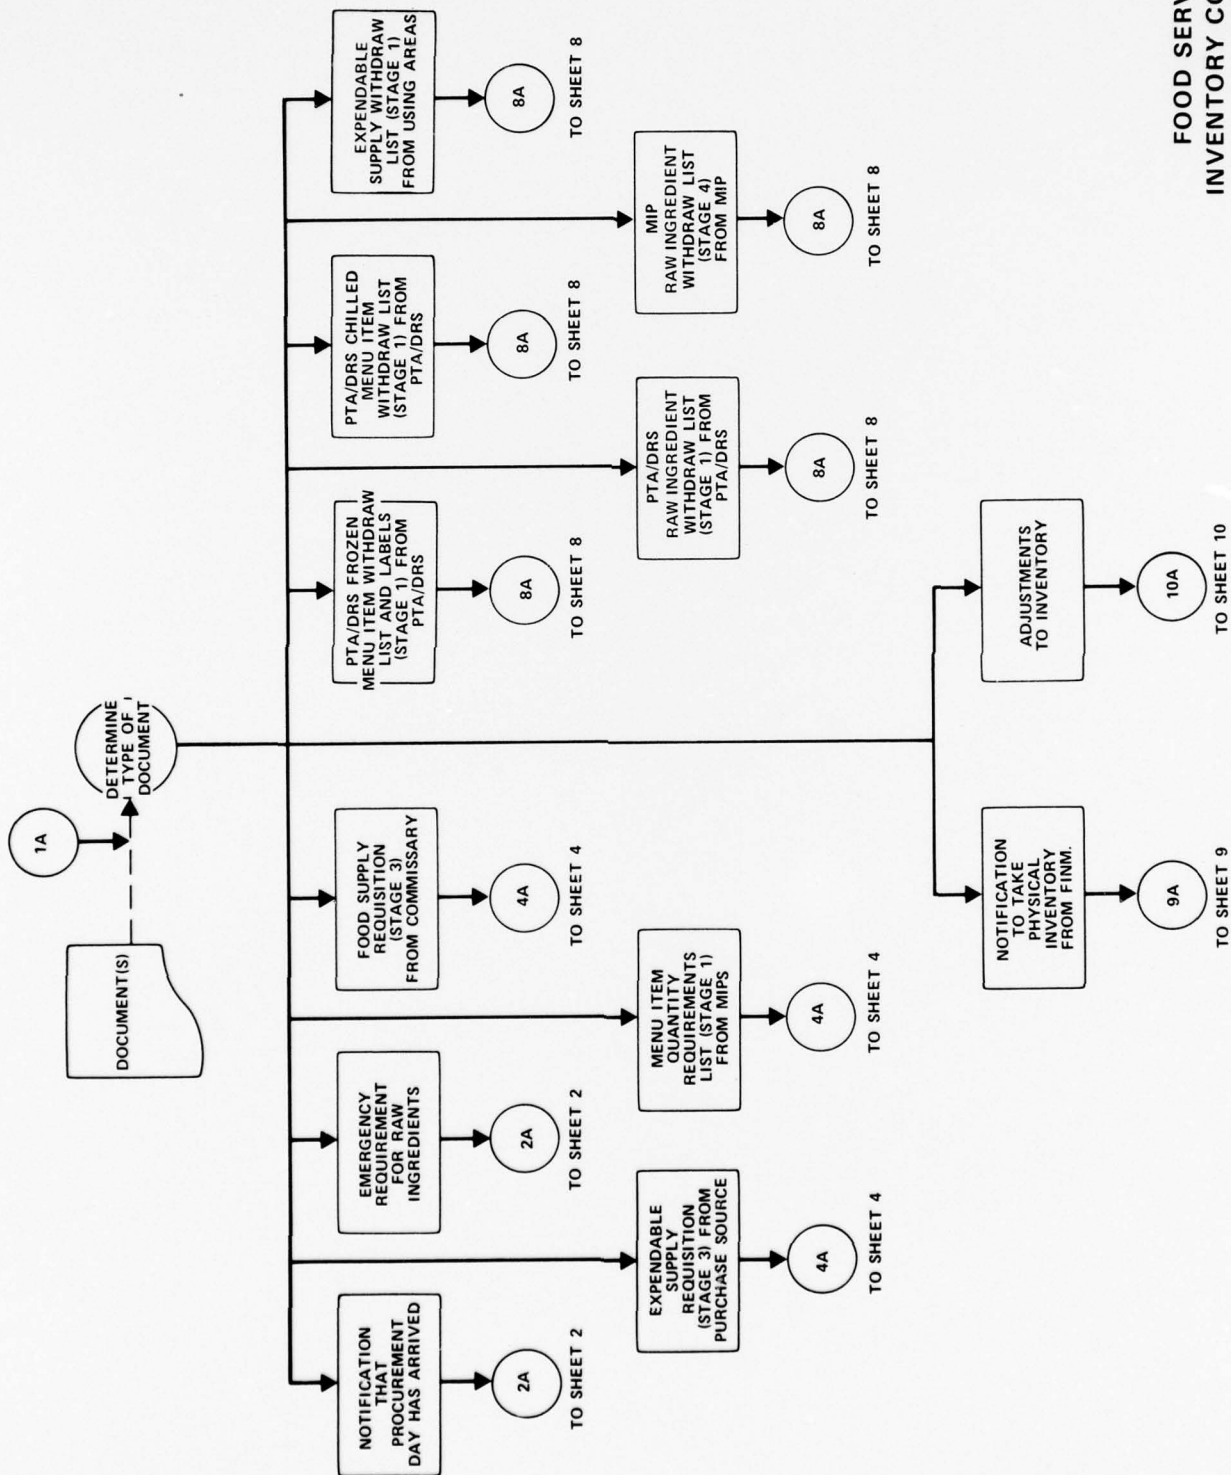 1A
DOCUMENT(S)
DETERMINE
TYPE OF
DOCUMENT
NOTIFICATION
THAT
PROCUREMENT
DAY HAS ARRIVED
2A
TO SHEET 2
EMERGENCY
REQUIREMENT
FOR RAW
INGREDIENTS
2A
TO SHEET 2
FOOD SUPPLY
REQUISITION
(STAGE 3)
FROM COMMISSARY
4A
TO SHEET 4
PTA/DRS FROZEN
MENU ITEM WITHDRAW
LIST AND LABELS
(STAGE 1) FROM
PTA/DRS
8A
TO SHEET 8
PTA/DRS CHILLED
MENU ITEM
WITHDRAW LIST
(STAGE 1) FROM
PTA/DRS
8A
TO SHEET 8
EXPENDABLE
SUPPLY WITHDRAW
LIST (STAGE 1)
FROM USING AREAS
8A
TO SHEET 8
EXPENDABLE
SUPPLY
REQUISITION
(STAGE 3) FROM
PURCHASE SOURCE
4A
TO SHEET 4
MENU ITEM
QUANTITY
REQUIREMENTS
LIST (STAGE 1)
FROM MIPS
4A
TO SHEET 4
PTA/DRS
RAW INGREDIENT
WITHDRAW LIST
(STAGE 1) FROM
PTA/DRS
8A
TO SHEET 8
MIP
RAW INGREDIENT
WITHDRAW LIST
(STAGE 4)
FROM MIP
8A
TO SHEET 8
NOTIFICATION
TO TAKE
PHYSICAL
INVENTORY
FROM FINM.
9A
TO SHEET 9
ADJUSTMENTS
TO INVENTORY
10A
TO SHEET 10
FOOD SERV
INVENTORY CO